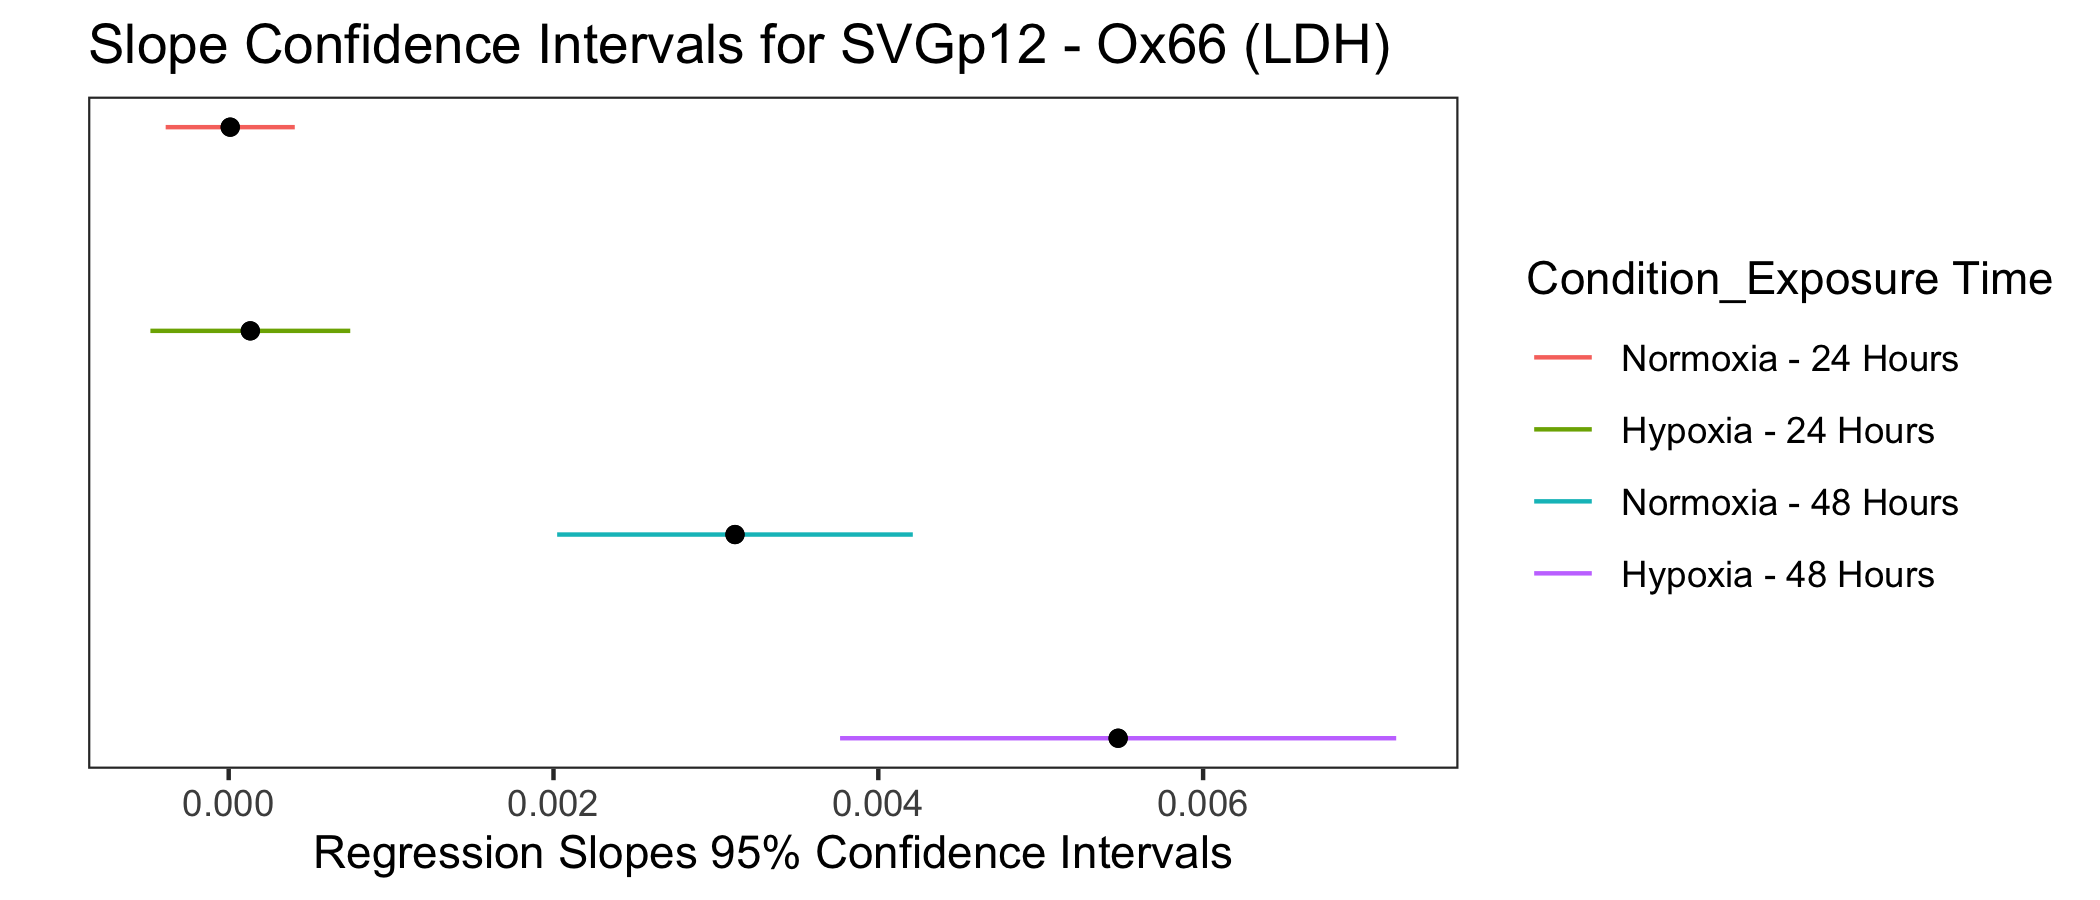 Slope Confidence Intervals for SVGp12 - Ox66 (LDH)
Condition_Exposure Time
Normoxia - 24 Hours
Hypoxia - 24 Hours
Normoxia - 48 Hours
Hypoxia - 48 Hours
0.000 0.002 0.004 0.006
Regression Slopes 95% Confidence Intervals